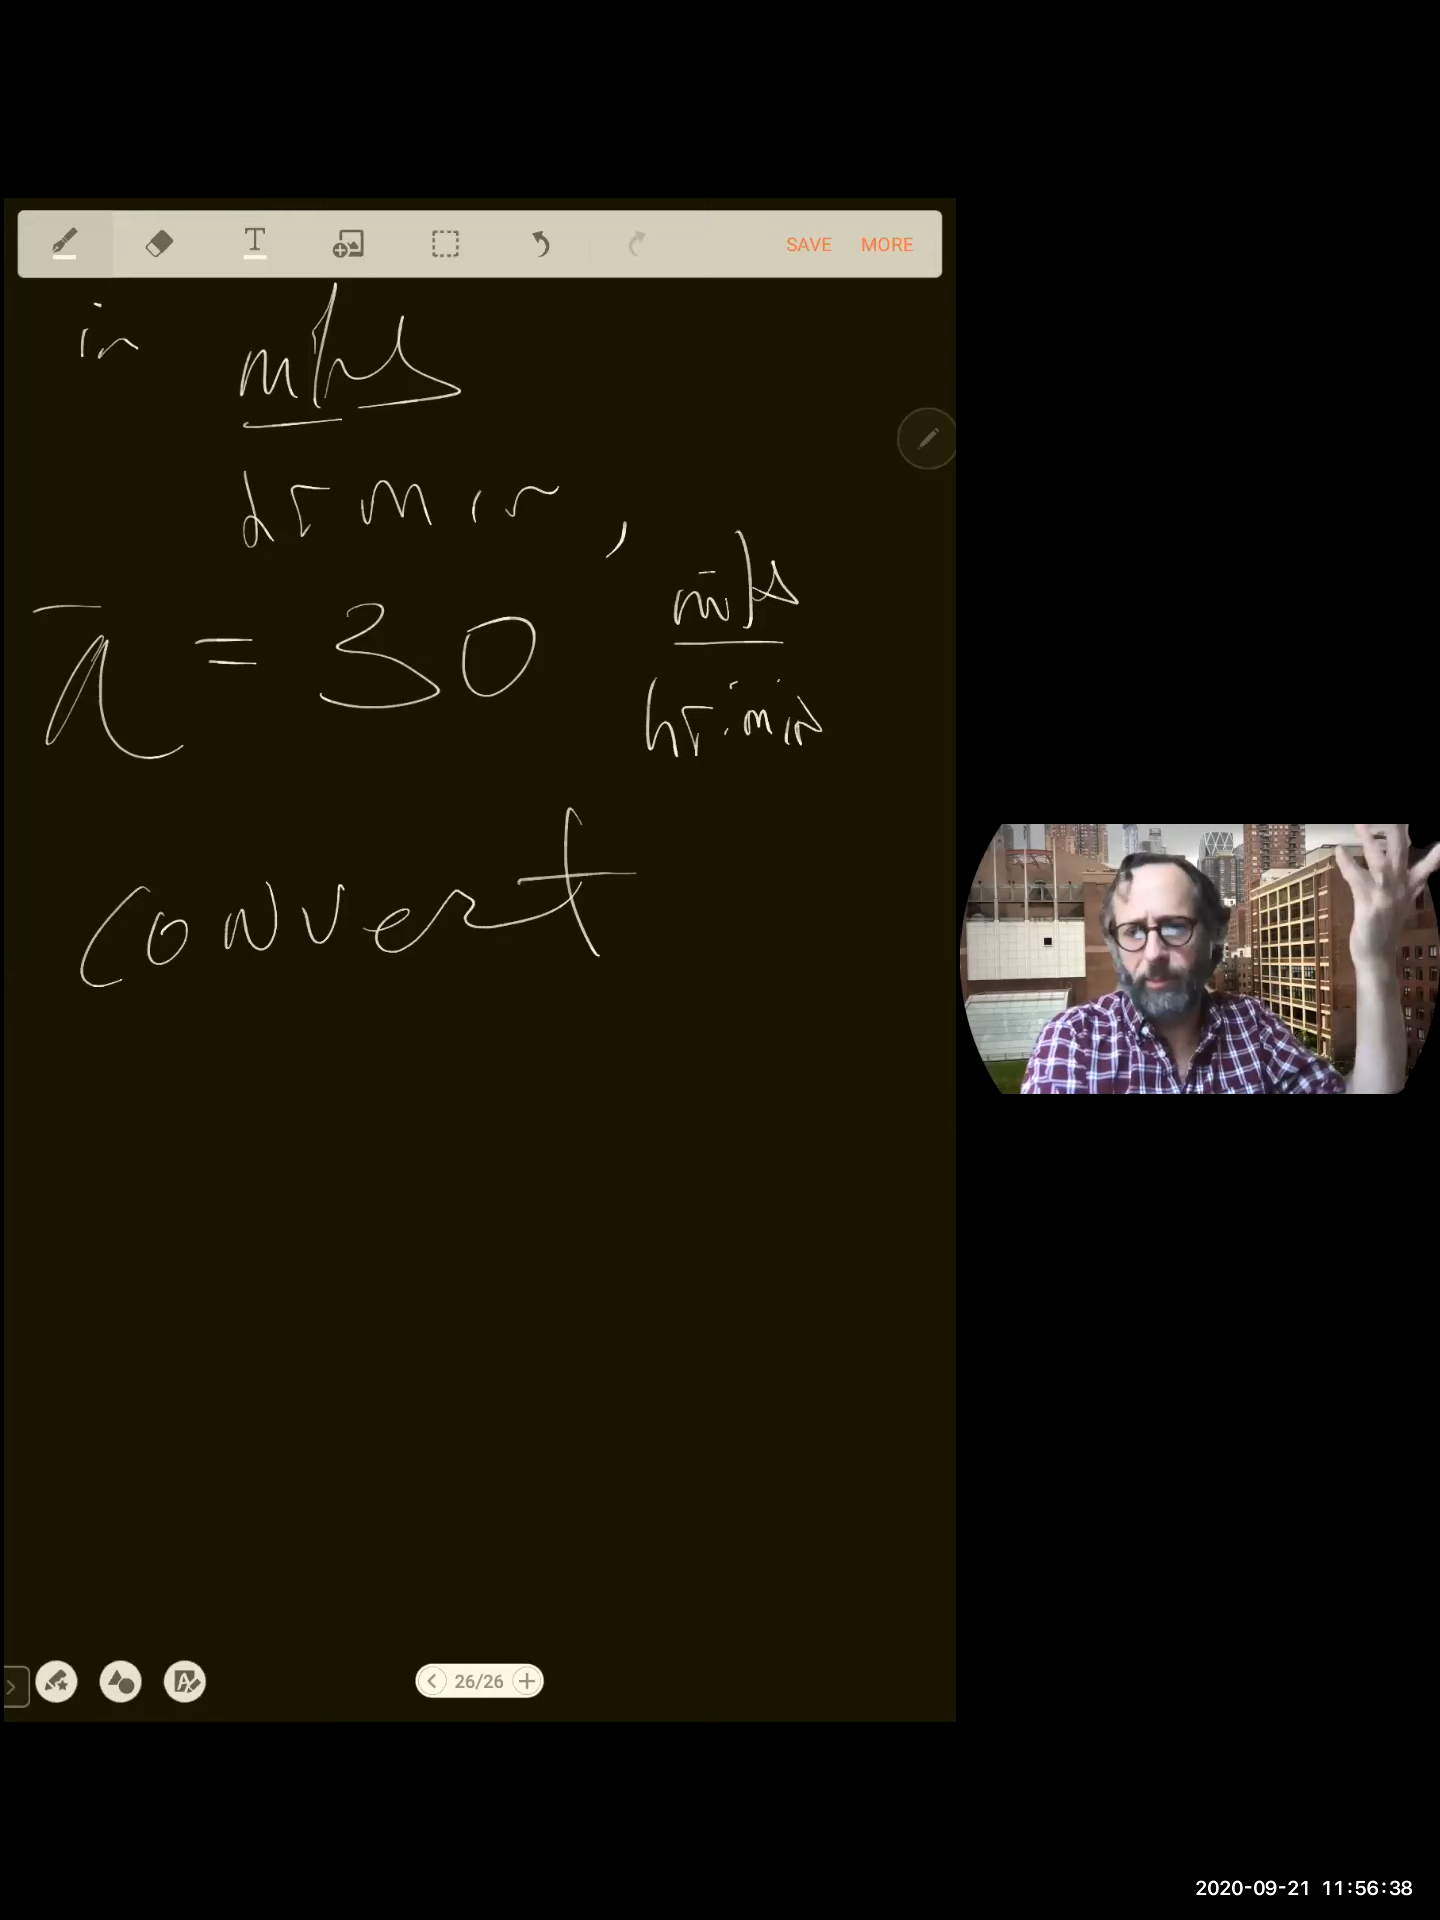 T
SAVE MORE
in miles
hr min,
a = 30 miles
hr·min
convert
26/26
A
2020-09-21 11:56:38